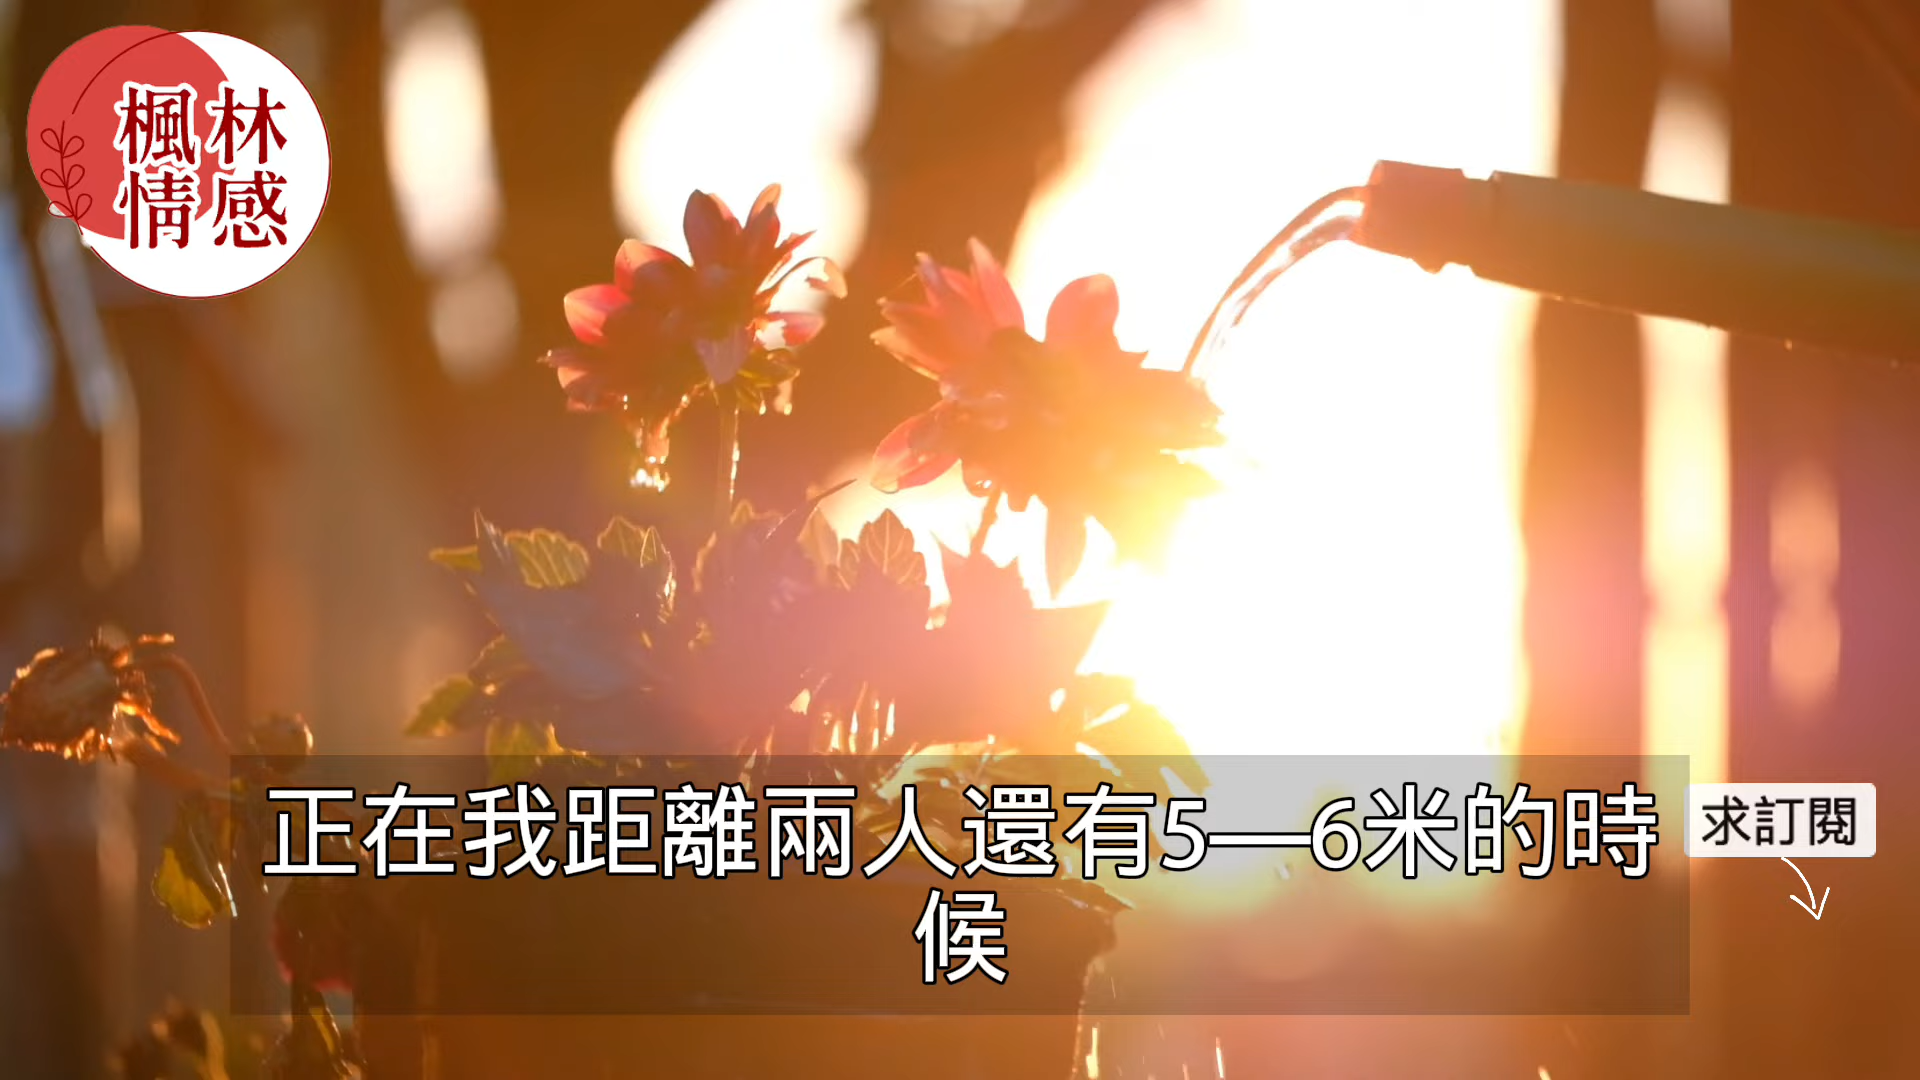 楓林
情感
正在我距離兩人還有5—6米的時
候
求訂閱